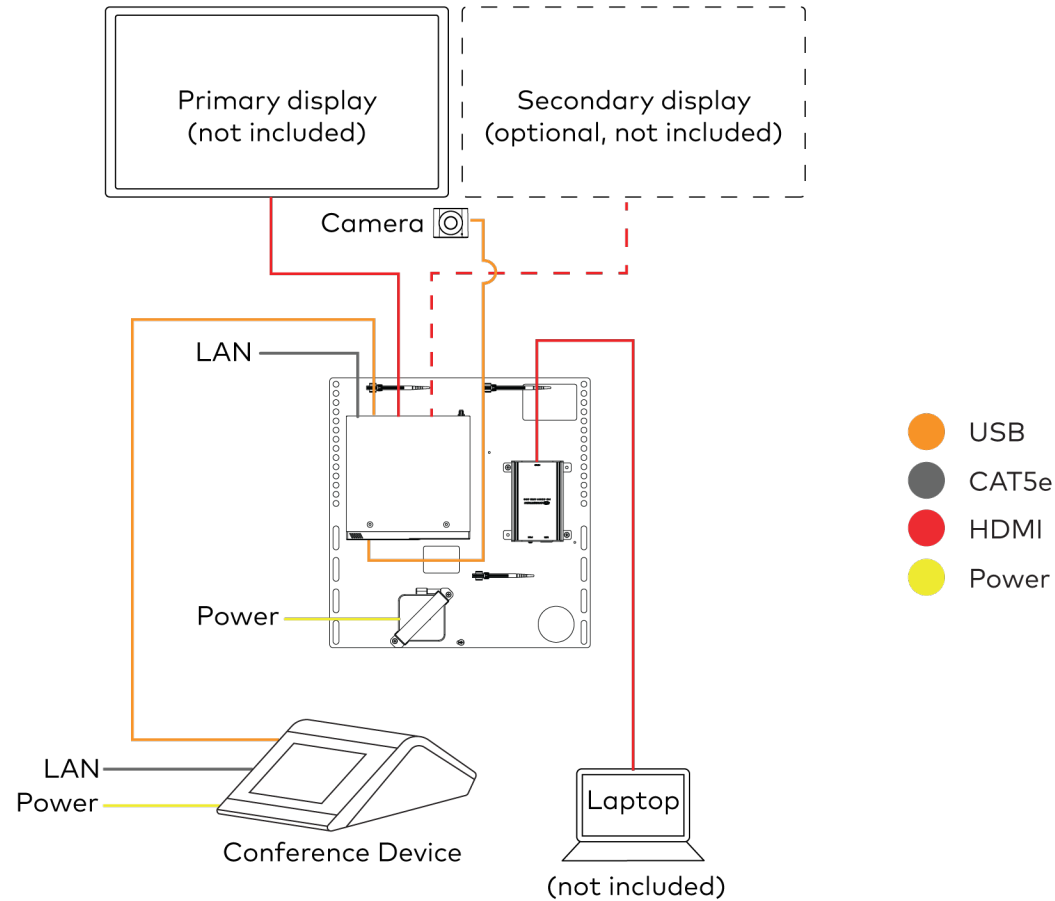 Primary display
(not included)
Secondary display
(optional, not included)
Camera
LAN
USB
CAT5e
HDMI
Power
Power
LAN
Power
Conference Device
Laptop
(not included)